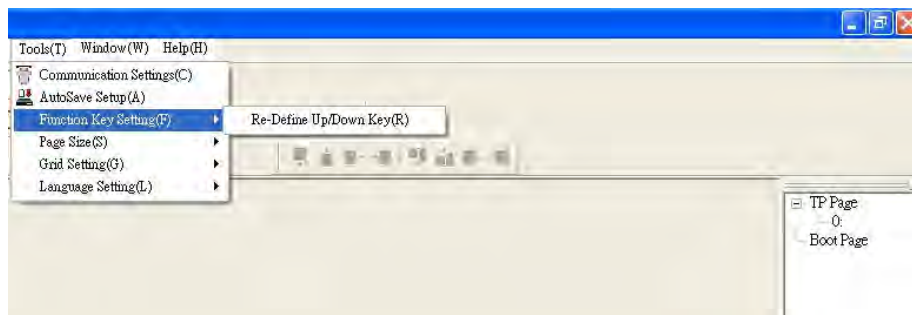 Tools(T) Window(W) Help(H)
Communication Settings(C)
AutoSave Setup(A)
Function Key Setting(F)
Re-Define Up/Down Key(R)
Page Size(S)
Grid Setting(G)
Language Setting(L)
TP Page
0:
Boot Page